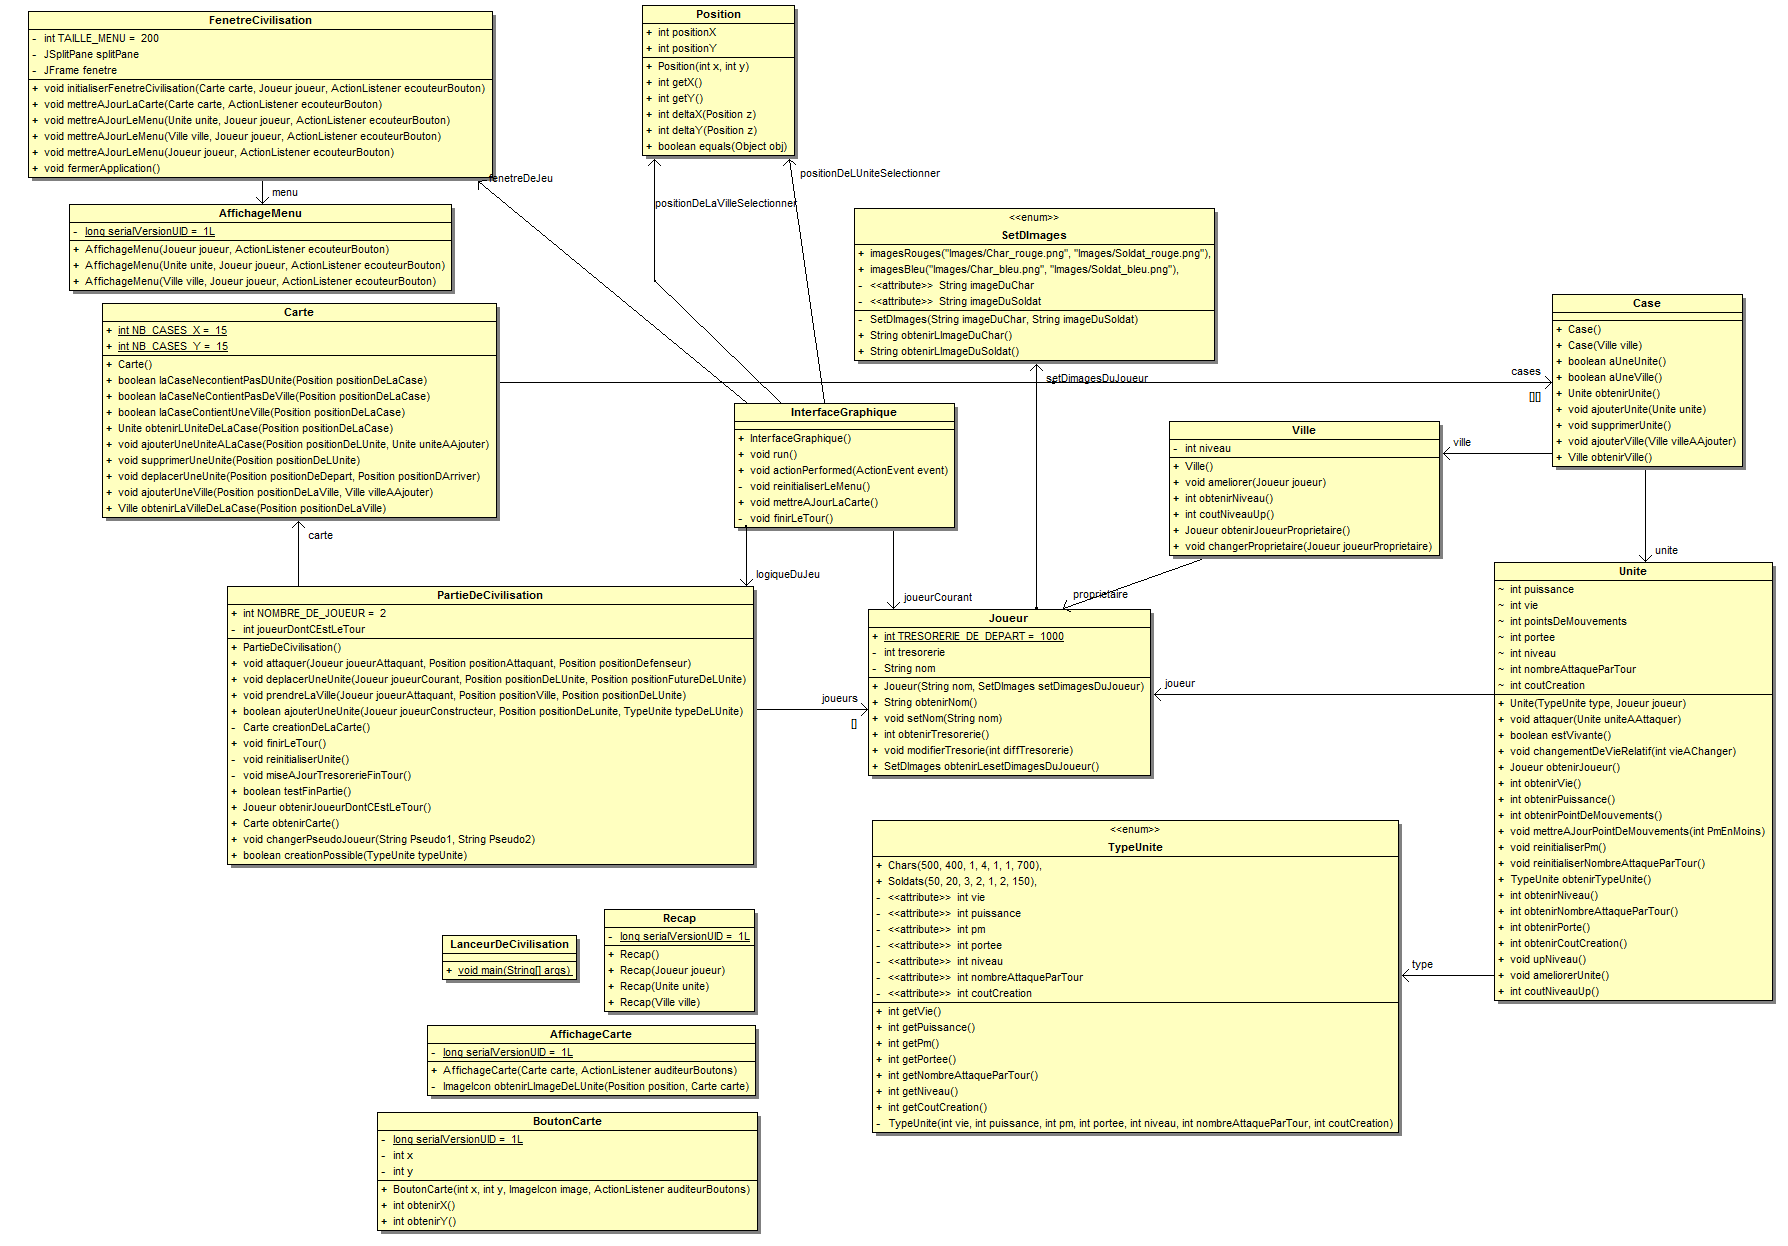 FenetreCivilisation
- int TAILLE_MENU = 200
- JSplitPane splitPane
- JFrame fenetre
+ void initialiserFenetreCivilisation(Carte carte, Joueur joueur, ActionListener ecouteurBouton)
+ void mettreAJourLaCarte(Carte carte, ActionListener ecouteurBouton)
+ void mettreAJourLeMenu(Unite unite, Joueur joueur, ActionListener ecouteurBouton)
+ void mettreAJourLeMenu(Ville ville, Joueur joueur, ActionListener ecouteurBouton)
+ void mettreAJourLeMenu(Joueur joueur, ActionListener ecouteurBouton)
+ void fermerApplication()
menu
fenetreDeJeu
AffichageMenu
- long serialVersionUID = 1L
+ AffichageMenu(Joueur joueur, ActionListener ecouteurBouton)
+ AffichageMenu(Unite unite, Joueur joueur, ActionListener ecouteurBouton)
+ AffichageMenu(Ville ville, Joueur joueur, ActionListener ecouteurBouton)
Position
+ int positionX
+ int positionY
+ Position(int x, int y)
+ int getX()
+ int getY()
+ int deltaX(Position z)
+ int deltaY(Position z)
+ boolean equals(Object obj)
positionDeLUniteSelectionner
positionDeLaVilleSelectionner
<<enum>>
SetDImages
+ imagesRouges("Images/Char_rouge.png", "Images/Soldat_rouge.png"),
+ imagesBleu("Images/Char_bleu.png", "Images/Soldat_bleu.png"),
- <<attribute>> String imageDuChar
- <<attribute>> String imageDuSoldat
- SetDImages(String imageDuChar, String imageDuSoldat)
+ String obtenirLImageDuChar()
+ String obtenirLImageDuSoldat()
setDimagesDuJoueur
Carte
+ int NB_CASES_X = 15
+ int NB_CASES_Y = 15
+ Carte()
+ boolean laCaseNecontientPasDUnite(Position positionDeLaCase)
+ boolean laCaseNeContientPasDeVille(Position positionDeLaCase)
+ boolean laCaseContientUneVille(Position positionDeLaCase)
+ Unite obtenirLUniteDeLaCase(Position positionDeLaCase)
+ void ajouterUneUniteALaCase(Position positionDeLUnite, Unite uniteAAjouter)
+ void supprimerUneUnite(Position positionDeLUnite)
+ void deplacerUneUnite(Position positionDeDepart, Position positionDArriver)
+ void ajouterUneVille(Position positionDeLaVille, Ville villeAAjouter)
+ Ville obtenirLaVilleDeLaCase(Position positionDeLaVille)
carte
cases
[][]
Case
+ Case()
+ Case(Ville ville)
+ boolean aUneUnite()
+ boolean aUneVille()
+ Unite obtenirUnite()
+ void ajouterUnite(Unite unite)
+ void supprimerUnite()
+ void ajouterVille(Ville villeAAjouter)
+ Ville obtenirVille()
ville
unite
InterfaceGraphique
+ InterfaceGraphique()
+ void run()
+ void actionPerformed(ActionEvent event)
- void reinitialiserLeMenu()
+ void mettreAJourLaCarte()
- void finirLeTour()
logiqueDuJeu
joueurCourant
Ville
- int niveau
+ Ville()
+ void ameliorer(Joueur joueur)
+ int obtenirNiveau()
+ int coutNiveauUp()
+ Joueur obtenirJoueurProprietaire()
+ void changerProprietaire(Joueur joueurProprietaire)
proprietaire
PartieDeCivilisation
+ int NOMBRE_DE_JOUEUR = 2
- int joueurDontCEstLeTour
+ PartieDeCivilisation()
+ void attaquer(Joueur joueurAttaquant, Position positionAttaquant, Position positionDefenseur)
+ void deplacerUneUnite(Joueur joueurCourant, Position positionDeLUnite, Position positionFutureDeLUnite)
+ void prendreLaVille(Joueur joueurAttaquant, Position positionVille, Position positionDeLUnite)
+ boolean ajouterUneUnite(Joueur joueurConstructeur, Position positionDeLunite, TypeUnite typeDeLUnite)
- Carte creationDeLaCarte()
+ void finirLeTour()
- void reinitialiserUnite()
- void miseAJourTresorerieFinTour()
+ boolean testFinPartie()
+ Joueur obtenirJoueurDontCEstLeTour()
+ Carte obtenirCarte()
+ void changerPseudoJoueur(String Pseudo1, String Pseudo2)
+ boolean creationPossible(TypeUnite typeUnite)
joueurs
[]
Joueur
+ int TRESORERIE_DE_DEPART = 1000
- int tresorerie
- String nom
+ Joueur(String nom, SetDImages setDimagesDuJoueur)
+ String obtenirNom()
+ void setNom(String nom)
+ int obtenirTresorerie()
+ void modifierTresorie(int diffTresorerie)
+ SetDImages obtenirLesetDimagesDuJoueur()
joueur
Unite
~ int puissance
~ int vie
~ int pointsDeMouvements
~ int portee
~ int niveau
~ int nombreAttaqueParTour
~ int coutCreation
+ Unite(TypeUnite type, Joueur joueur)
+ void attaquer(Unite uniteAAttaquer)
+ boolean estVivante()
+ void changementDeVieRelatif(int vieAChanger)
+ Joueur obtenirJoueur()
+ int obtenirVie()
+ int obtenirPuissance()
+ int obtenirPointDeMouvements()
+ void mettreAJourPointDeMouvements(int PmEnMoins)
+ void reinitialiserPm()
+ void reinitialiserNombreAttaqueParTour()
+ TypeUnite obtenirTypeUnite()
+ int obtenirNiveau()
+ int obtenirNombreAttaqueParTour()
+ int obtenirPorte()
+ int obtenirCoutCreation()
+ void upNiveau()
+ void ameliorerUnite()
+ int coutNiveauUp()
type
<<enum>>
TypeUnite
+ Chars(500, 400, 1, 4, 1, 1, 700),
+ Soldats(50, 20, 3, 2, 1, 2, 150),
- <<attribute>> int vie
- <<attribute>> int puissance
- <<attribute>> int pm
- <<attribute>> int portee
- <<attribute>> int niveau
- <<attribute>> int nombreAttaqueParTour
- <<attribute>> int coutCreation
+ int getVie()
+ int getPuissance()
+ int getPm()
+ int getPortee()
+ int getNombreAttaqueParTour()
+ int getNiveau()
+ int getCoutCreation()
- TypeUnite(int vie, int puissance, int pm, int portee, int niveau, int nombreAttaqueParTour, int coutCreation)
LanceurDeCivilisation
+ void main(String[] args)
Recap
- long serialVersionUID = 1L
+ Recap()
+ Recap(Joueur joueur)
+ Recap(Unite unite)
+ Recap(Ville ville)
AffichageCarte
- long serialVersionUID = 1L
+ AffichageCarte(Carte carte, ActionListener auditeurBoutons)
- ImageIcon obtenirLImageDeLUnite(Position position, Carte carte)
BoutonCarte
- long serialVersionUID = 1L
- int x
- int y
+ BoutonCarte(int x, int y, ImageIcon image, ActionListener auditeurBoutons)
+ int obtenirX()
+ int obtenirY()